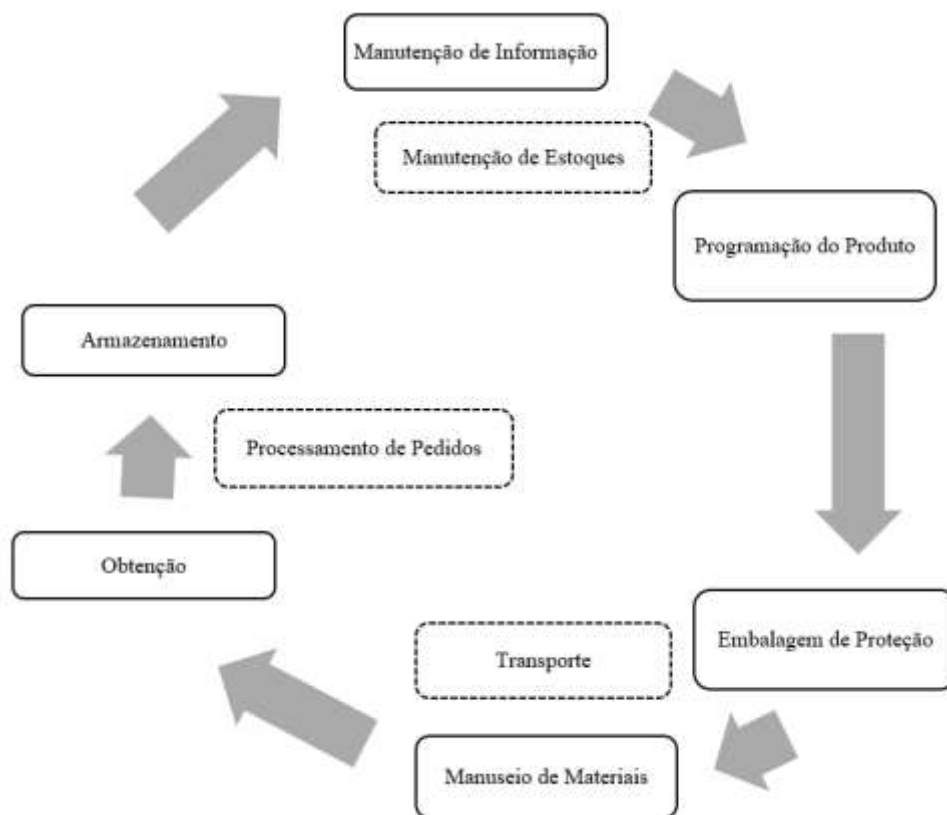 Manutenção de Informação
Manutenção de Estoques
Programação do Produto
Armazenamento
Processamento de Pedidos
Obtenção
Embalagem de Proteção
Transporte
Manuseio de Materiais